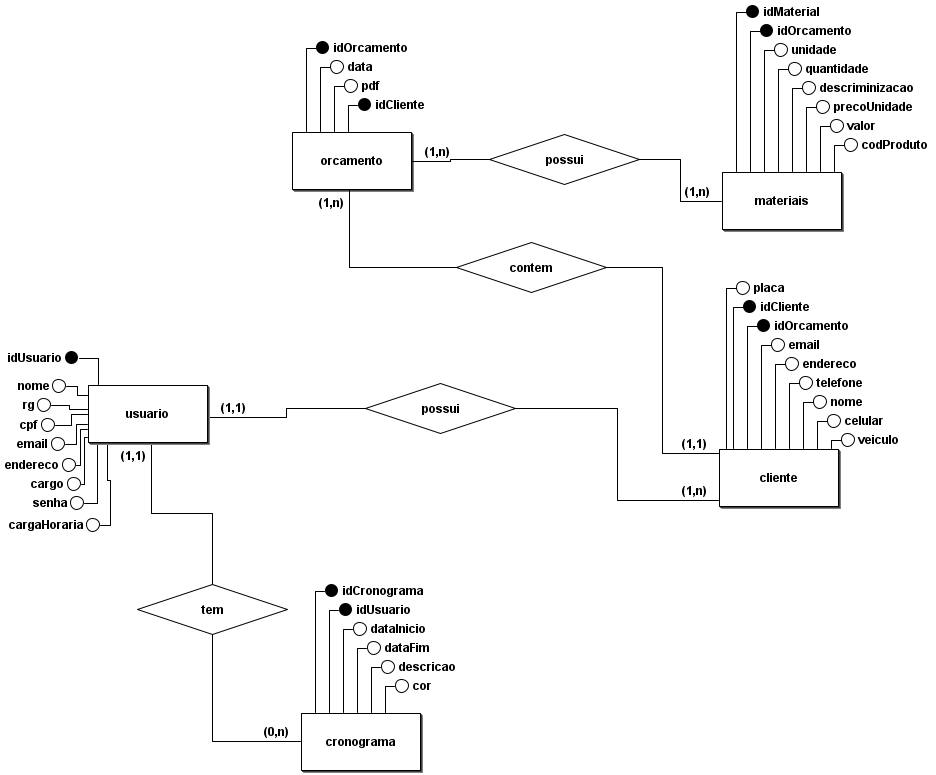 idMaterial
idOrcamento
unidade
quantidade
descriminizacao
precoUnidade
valor
codProduto
materiais
idOrcamento
data
pdf
idCliente
orcamento
(1,n)
possui
(1,n)
(1,n)
contem
(1,1)
placa
idCliente
idOrcamento
email
endereco
telefone
nome
celular
veiculo
cliente
idUsuario
nome
rg
cpf
email
endereco
cargo
senha
cargaHoraria
usuario
(1,1)
possui
(1,n)
(1,1)
tem
(0,n)
idCronograma
idUsuario
dataInicio
dataFim
descricao
cor
cronograma